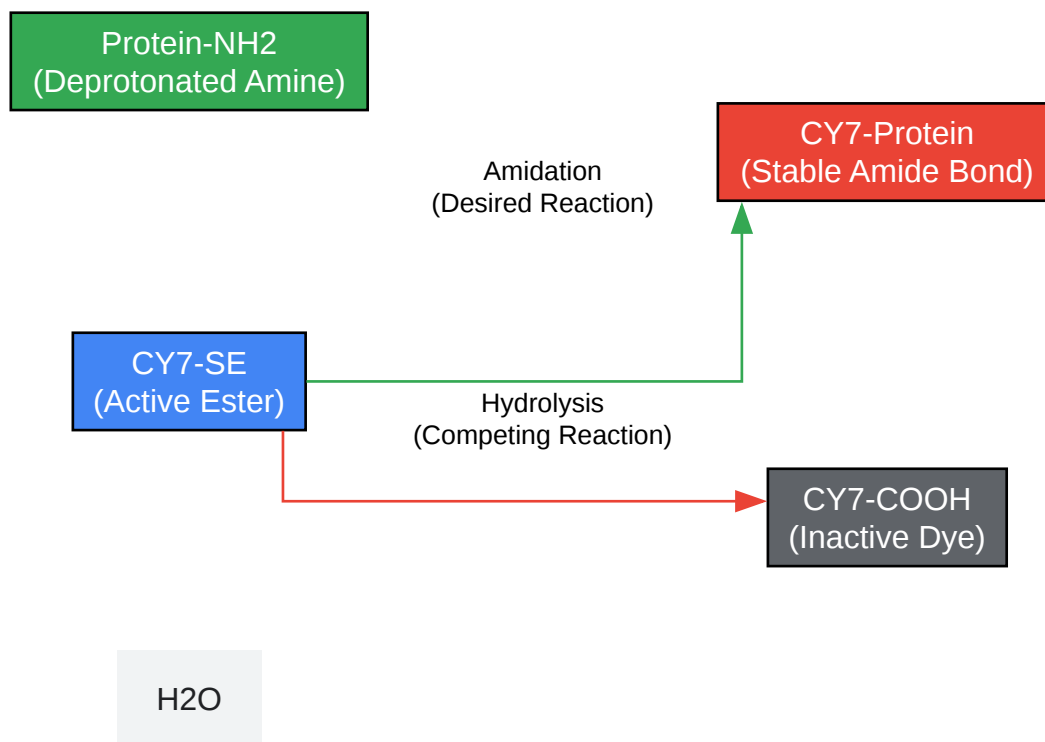 Protein-NH2
(Deprotonated Amine)
CY7-Protein
(Stable Amide Bond)
Amidation
(Desired Reaction)
CY7-SE
(Active Ester)
Hydrolysis
(Competing Reaction)
CY7-COOH
(Inactive Dye)
H2O